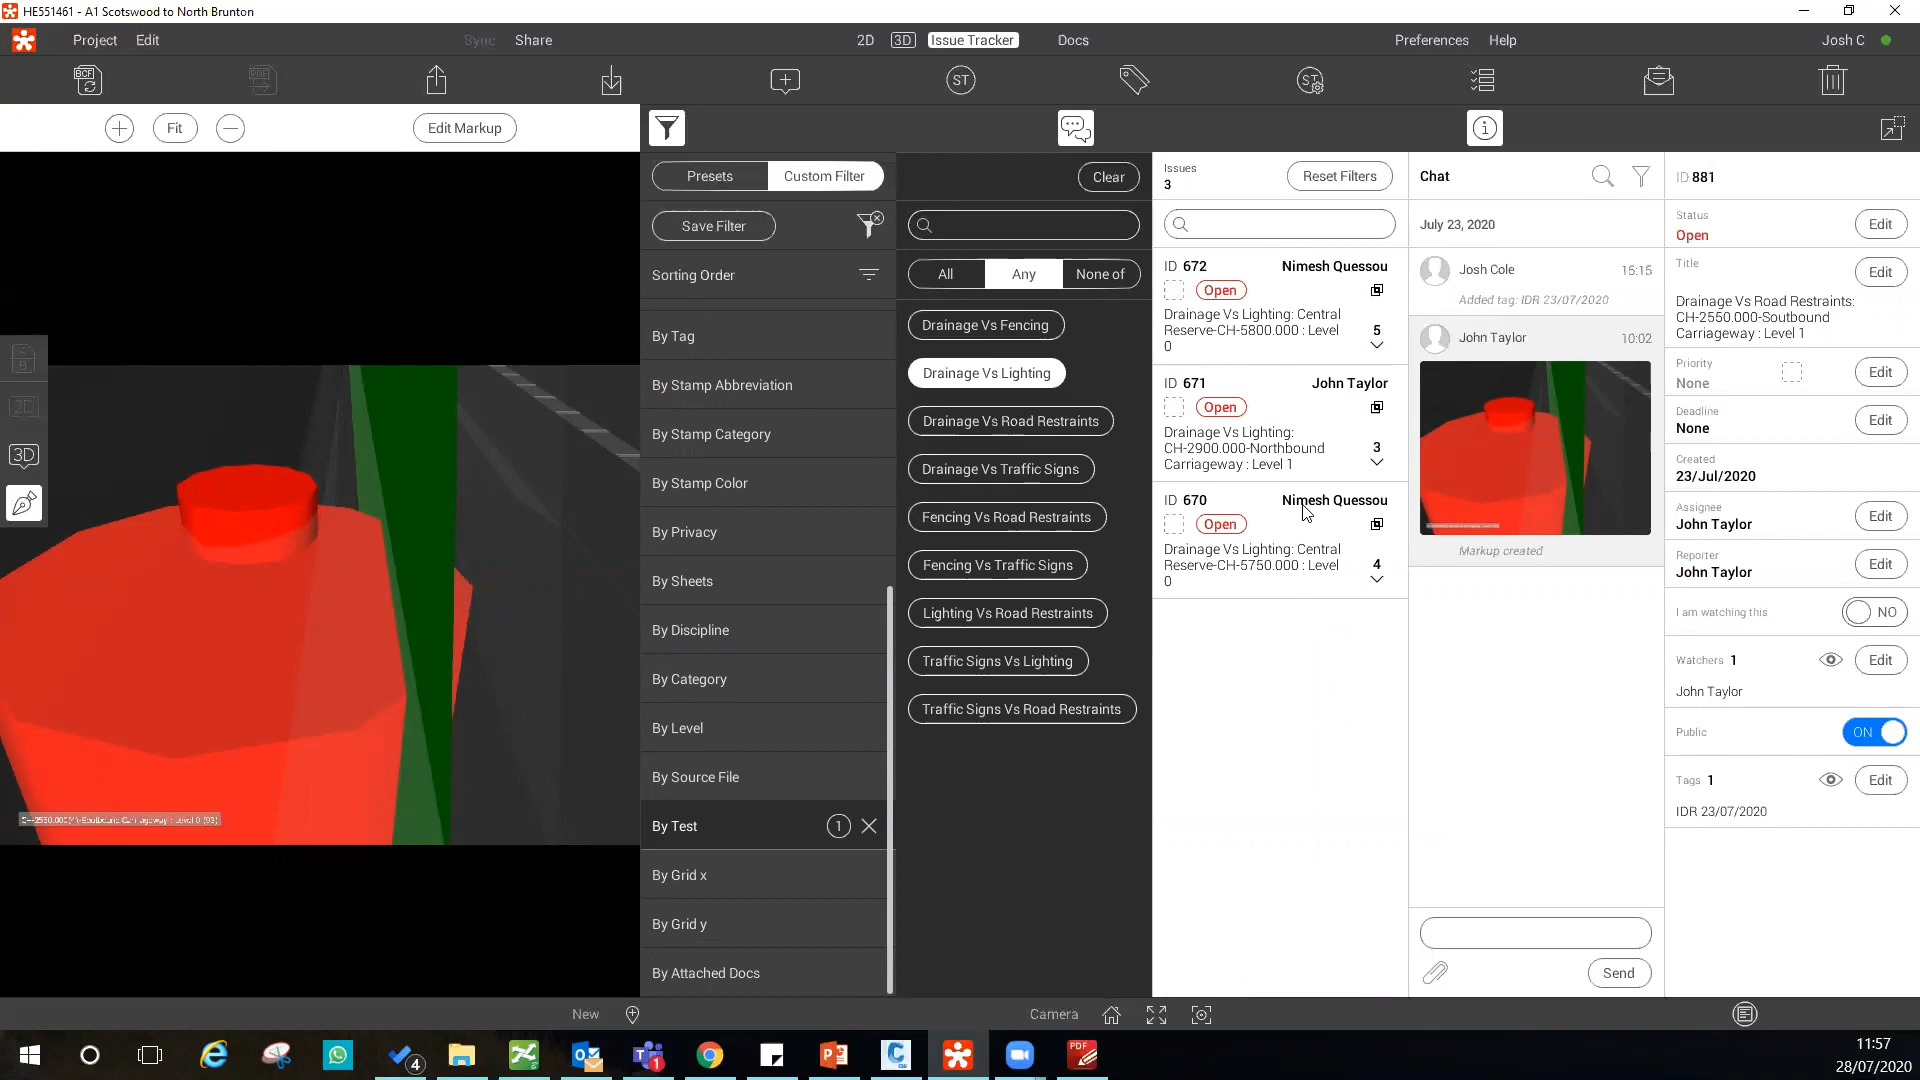 HE551461 - A1 Scotswood to North Brunton
Project
Edit
Sync
Share
2D
3D
Issue Tracker
Docs
Preferences
Help
Josh C
BCF
PDF
ST
ST
Fit
Edit Markup
Presets
Custom Filter
Save Filter
Sorting Order
By Tag
By Stamp Abbreviation
By Stamp Category
By Stamp Color
By Privacy
By Sheets
By Discipline
By Category
By Level
By Source File
By Test
1
By Grid x
By Grid y
By Attached Docs
Clear
All
Any
None of
Drainage Vs Fencing
Drainage Vs Lighting
Drainage Vs Road Restraints
Drainage Vs Traffic Signs
Fencing Vs Road Restraints
Fencing Vs Traffic Signs
Lighting Vs Road Restraints
Traffic Signs Vs Lighting
Traffic Signs Vs Road Restraints
Issues
3
Reset Filters
ID 672 Nimesh Quessou
Open
Drainage Vs Lighting: Central
Reserve-CH-5800.000 : Level
0
5
ID 671 John Taylor
Open
Drainage Vs Lighting:
CH-2900.000-Northbound
Carriageway : Level 1
3
ID 670 Nimesh Quessou
Open
Drainage Vs Lighting: Central
Reserve-CH-5750.000 : Level
0
4
Chat
July 23, 2020
Josh Cole 15:15
Added tag: IDR 23/07/2020
John Taylor 10:02
Markup created
Send
ID 881
Status
Open
Edit
Title
Edit
Drainage Vs Road Restraints:
CH-2550.000-Soutbound
Carriageway : Level 1
Priority
None
Edit
Deadline
None
Edit
Created
23/Jul/2020
Assignee
John Taylor
Edit
Reporter
John Taylor
Edit
I am watching this
NO
Watchers 1
Edit
John Taylor
Public
ON
Tags 1
Edit
IDR 23/07/2020
3D
2D
New
Camera
4
1
PDF
11:57
28/07/2020